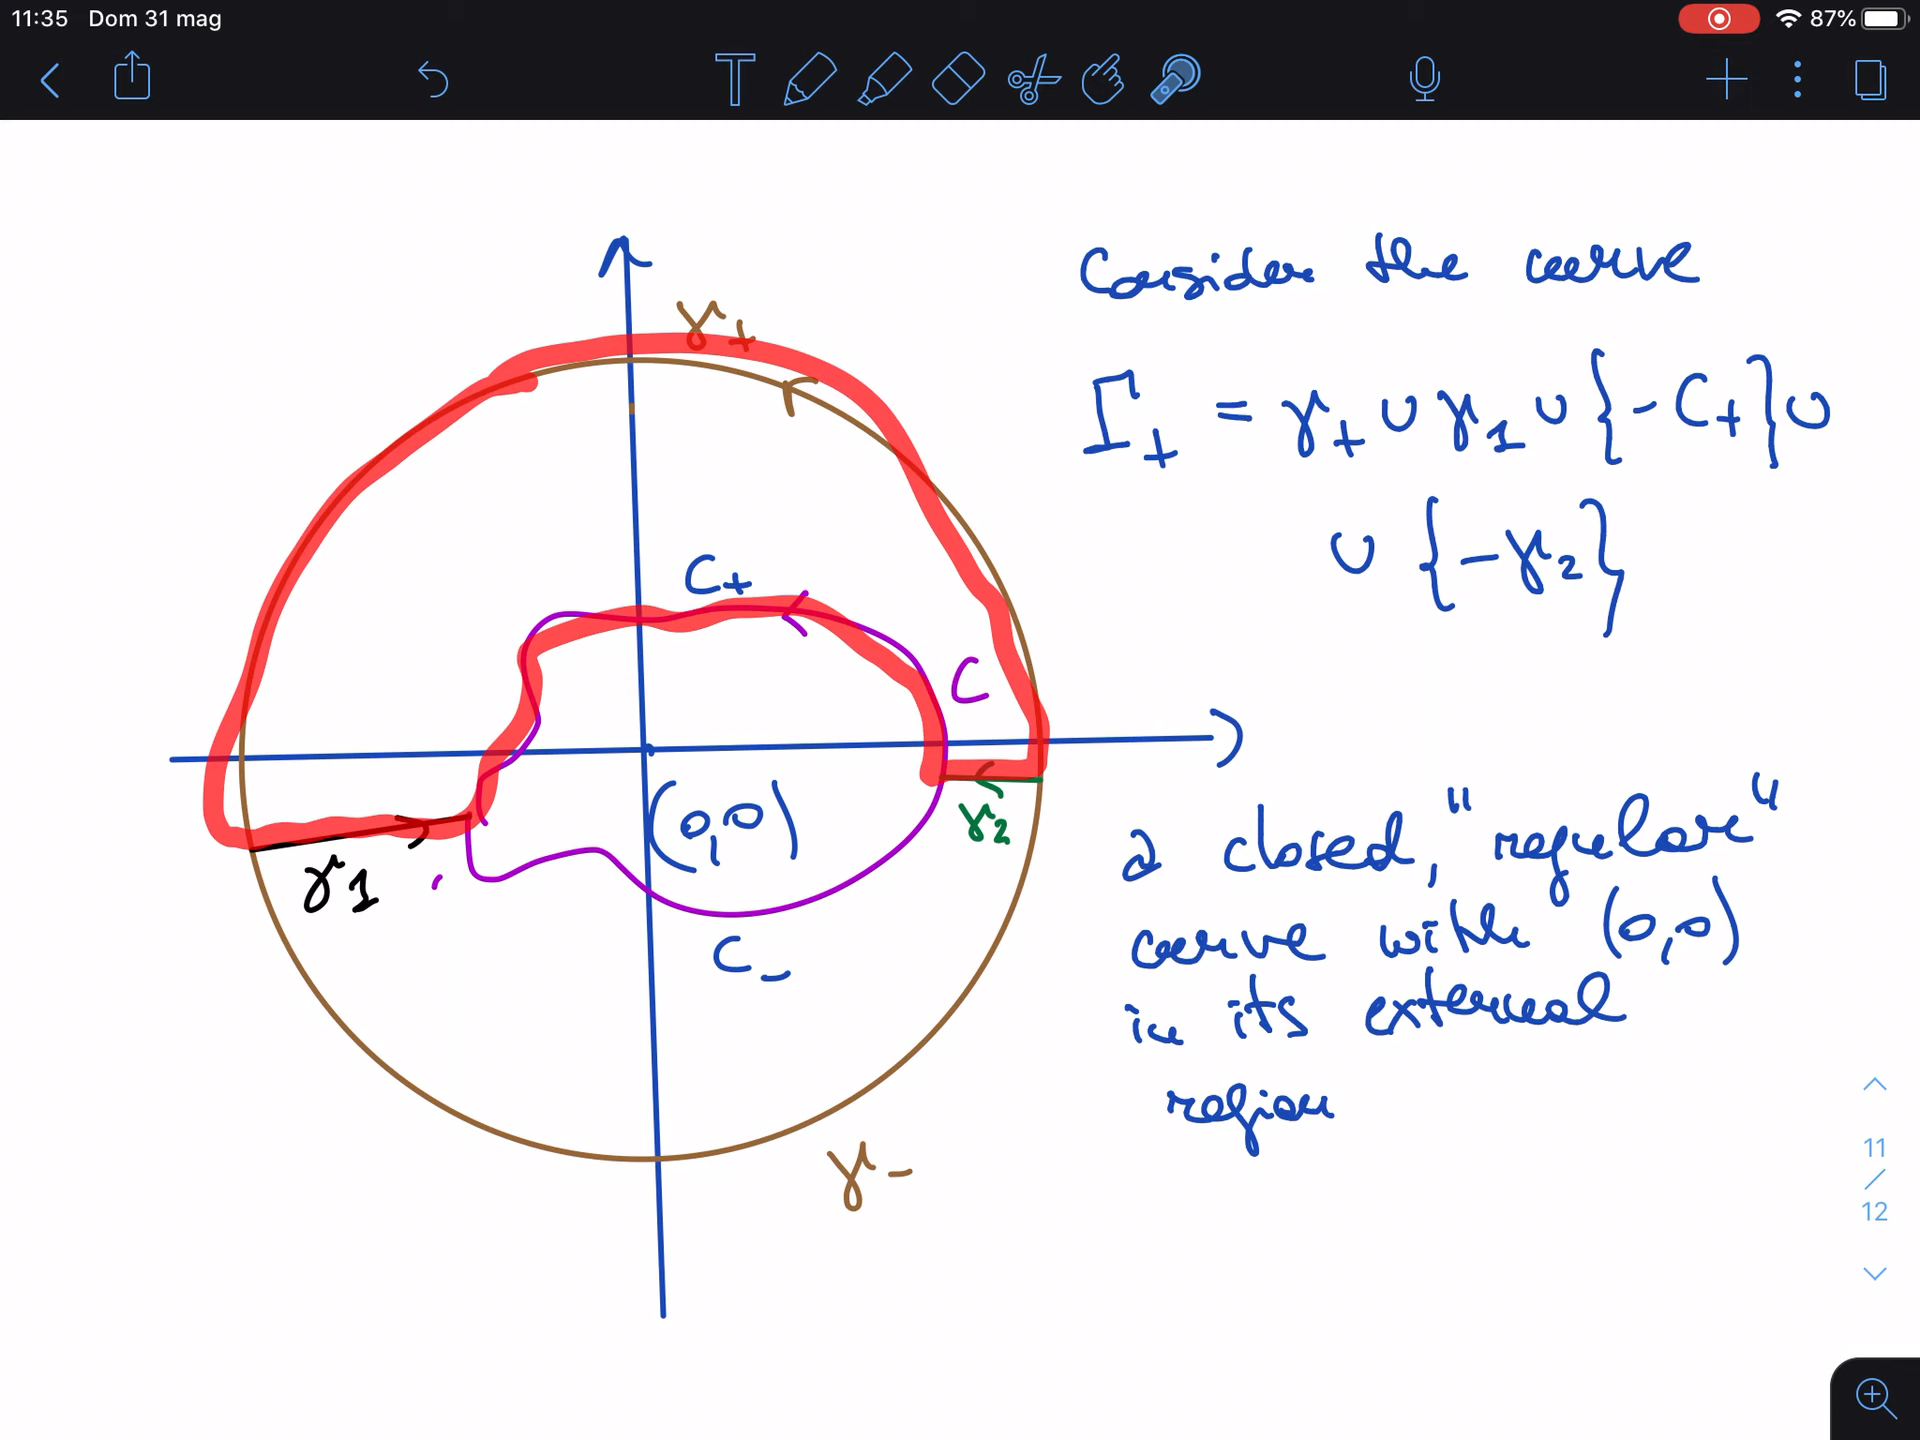 11:35 Dom 31 mag
87%
Consider the curve
γ+
Γ+ = γ+ ∪ γ1 ∪ {-C+} ∪
∪ {-γ2}
C+
C
(0,0)
γ2
γ1
C-
a closed, "regular"
curve with (0,0)
in its external
region
γ-
11
/
12